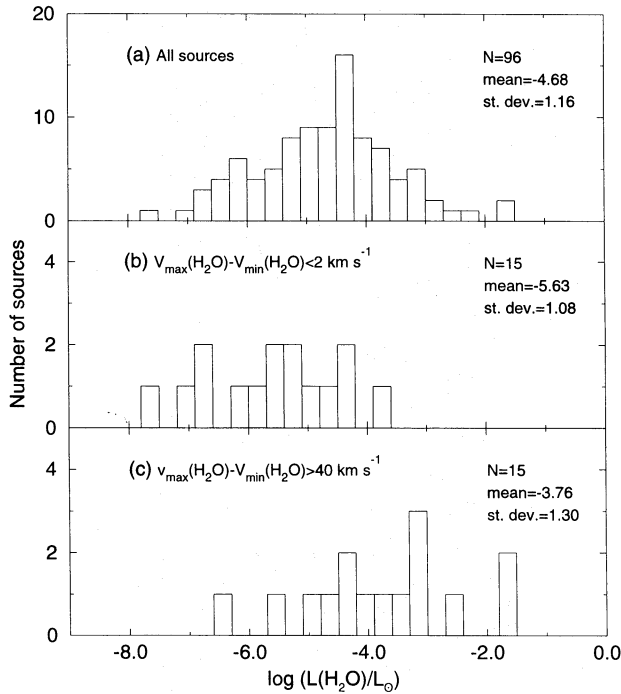 20
(a) All sources
N=96
mean=-4.68
st. dev.=1.16
10
0
(b) Vmax(H2O)-Vmin(H2O)<2 km s-1
N=15
mean=-5.63
st. dev.=1.08
4
2
0
(c) vmax(H2O)-Vmin(H2O)>40 km s-1
N=15
mean=-3.76
st. dev.=1.30
4
2
0
Number of sources
-8.0 -6.0 -4.0 -2.0 0.0
log (L(H2O)/L⊙)